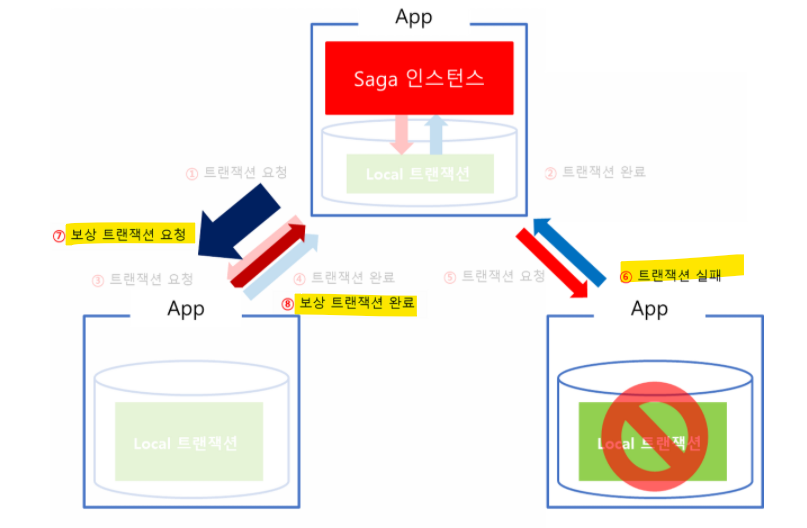 App
Saga 인스턴스
Local 트랜잭션
① 트랜잭션 요청
② 트랜잭션 완료
⑦ 보상 트랜잭션 요청
③ 트랜잭션 요청
④ 트랜잭션 완료
⑤ 트랜잭션 요청
⑥ 트랜잭션 실패
⑧ 보상 트랜잭션 완료
App
Local 트랜잭션
App
Local 트랜잭션